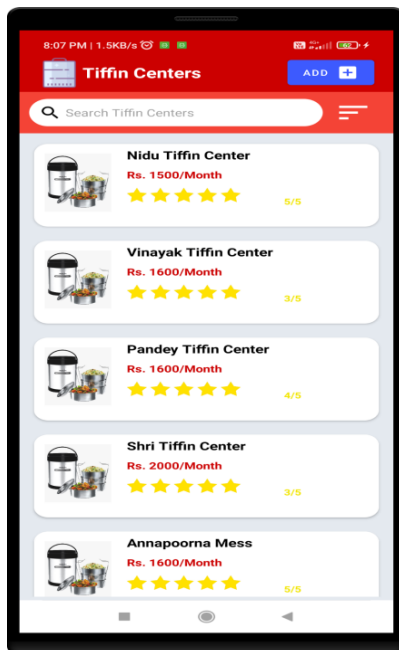 8:07 PM | 1.5KB/s
Tiffin Centers
ADD
Search Tiffin Centers
Nidu Tiffin Center
Rs. 1500/Month
5/5
Vinayak Tiffin Center
Rs. 1600/Month
3/5
Pandey Tiffin Center
Rs. 1600/Month
4/5
Shri Tiffin Center
Rs. 2000/Month
3/5
Annapoorna Mess
Rs. 1600/Month
5/5